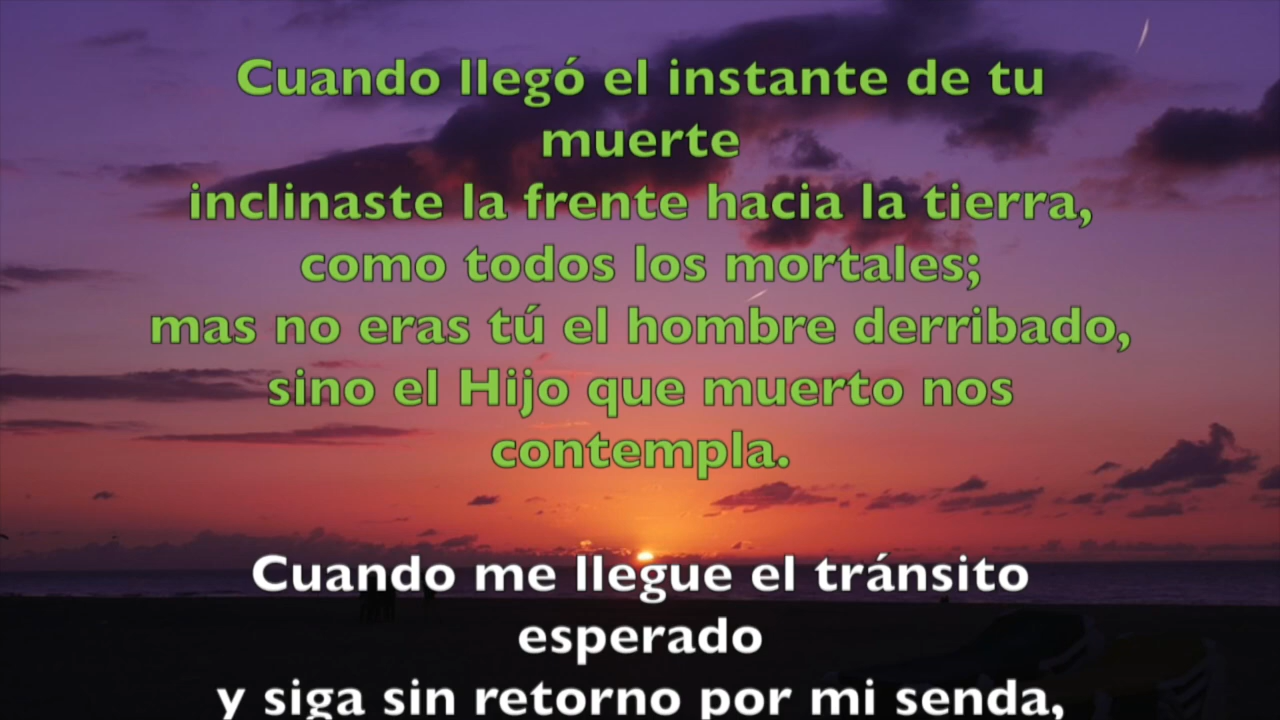 Cuando llegó el instante de tu
muerte
inclinaste la frente hacia la tierra,
como todos los mortales;
mas no eras tú el hombre derribado,
sino el Hijo que muerto nos
contempla.
Cuando me llegue el tránsito
esperado
y siga sin retorno por mi senda,